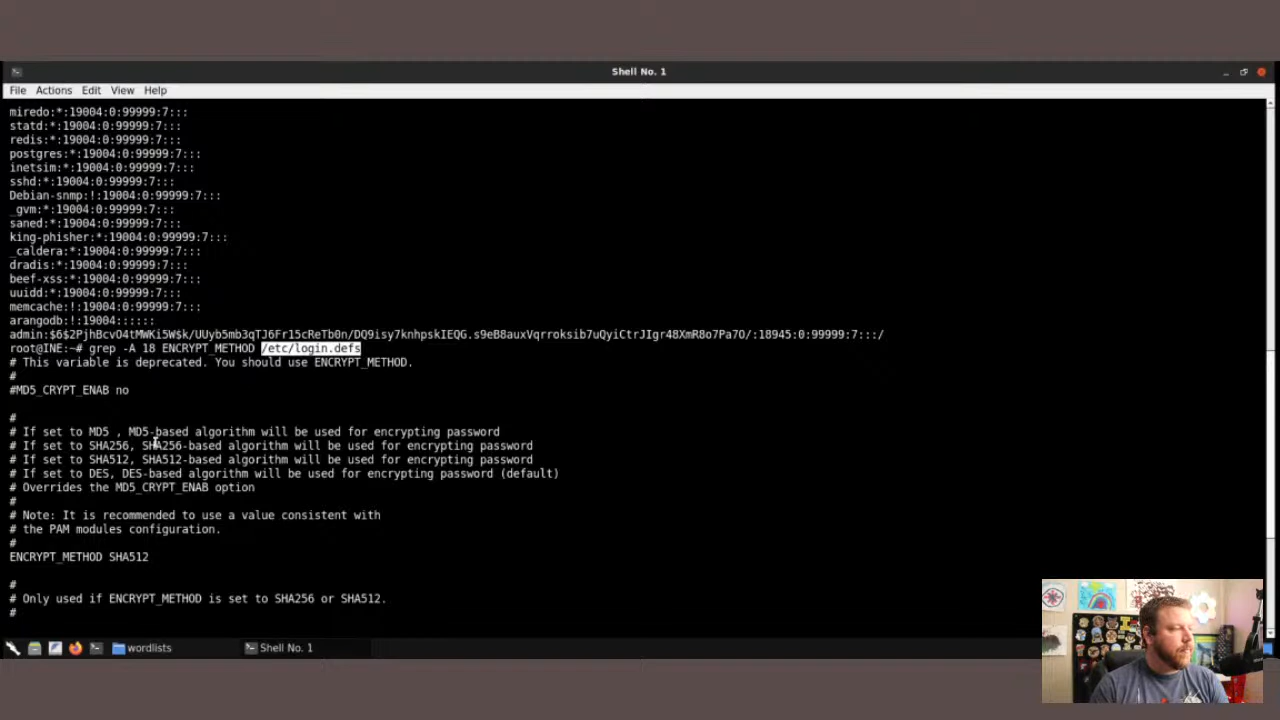 Shell No. 1
File Actions Edit View Help
miredo:*:19004:0:99999:7:::
statd:*:19004:0:99999:7:::
redis:*:19004:0:99999:7:::
postgres:*:19004:0:99999:7:::
inetsim:*:19004:0:99999:7:::
sshd:*:19004:0:99999:7:::
Debian-snmp:!:19004:0:99999:7:::
_gvm:*:19004:0:99999:7:::
saned:*:19004:0:99999:7:::
king-phisher:*:19004:0:99999:7:::
_caldera:*:19004:0:99999:7:::
dradis:*:19004:0:99999:7:::
beef-xss:*:19004:0:99999:7:::
uuidd:*:19004:0:99999:7:::
memcache:!:19004:0:99999:7:::
arangodb:!:19004::::::
admin:$6$2PjhBcvO4tMWKi5W$k/UUyb5mb3qTJ6Fr15cReTb0n/DQ9isy7knhpskIEQG.s9eB8auxVqrroksib7uQyiCtrJIgr48XmR8o7Pa7O/:18945:0:99999:7:::/
root@INE:~# grep -A 18 ENCRYPT_METHOD /etc/login.defs
# This variable is deprecated. You should use ENCRYPT_METHOD.
#
#MD5_CRYPT_ENAB no
#
# If set to MD5 , MD5-based algorithm will be used for encrypting password
# If set to SHA256, SHA256-based algorithm will be used for encrypting password
# If set to SHA512, SHA512-based algorithm will be used for encrypting password
# If set to DES, DES-based algorithm will be used for encrypting password (default)
# Overrides the MD5_CRYPT_ENAB option
#
# Note: It is recommended to use a value consistent with
# the PAM modules configuration.
#
ENCRYPT_METHOD SHA512
#
# Only used if ENCRYPT_METHOD is set to SHA256 or SHA512.
#
wordlists Shell No. 1